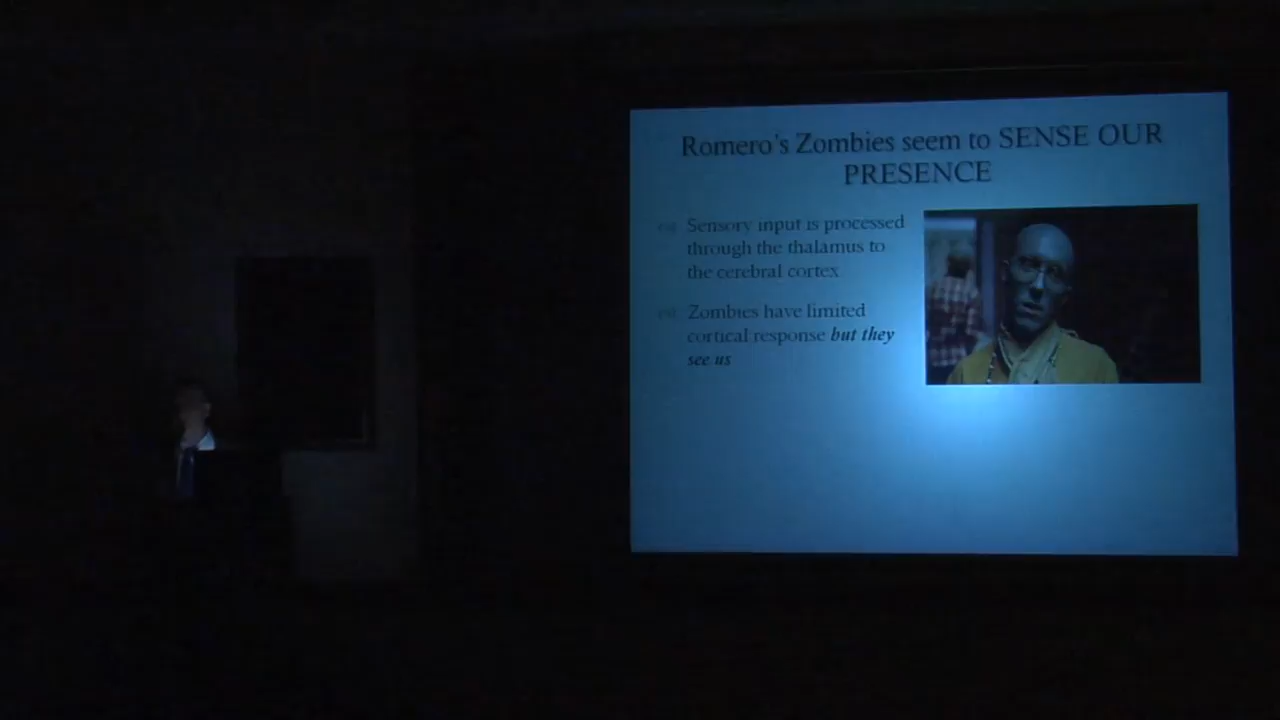 Romero's Zombies seem to SENSE OUR
PRESENCE
Sensory input is processed
through the thalamus to
the cerebral cortex
Zombies have limited
cortical response but they
see us